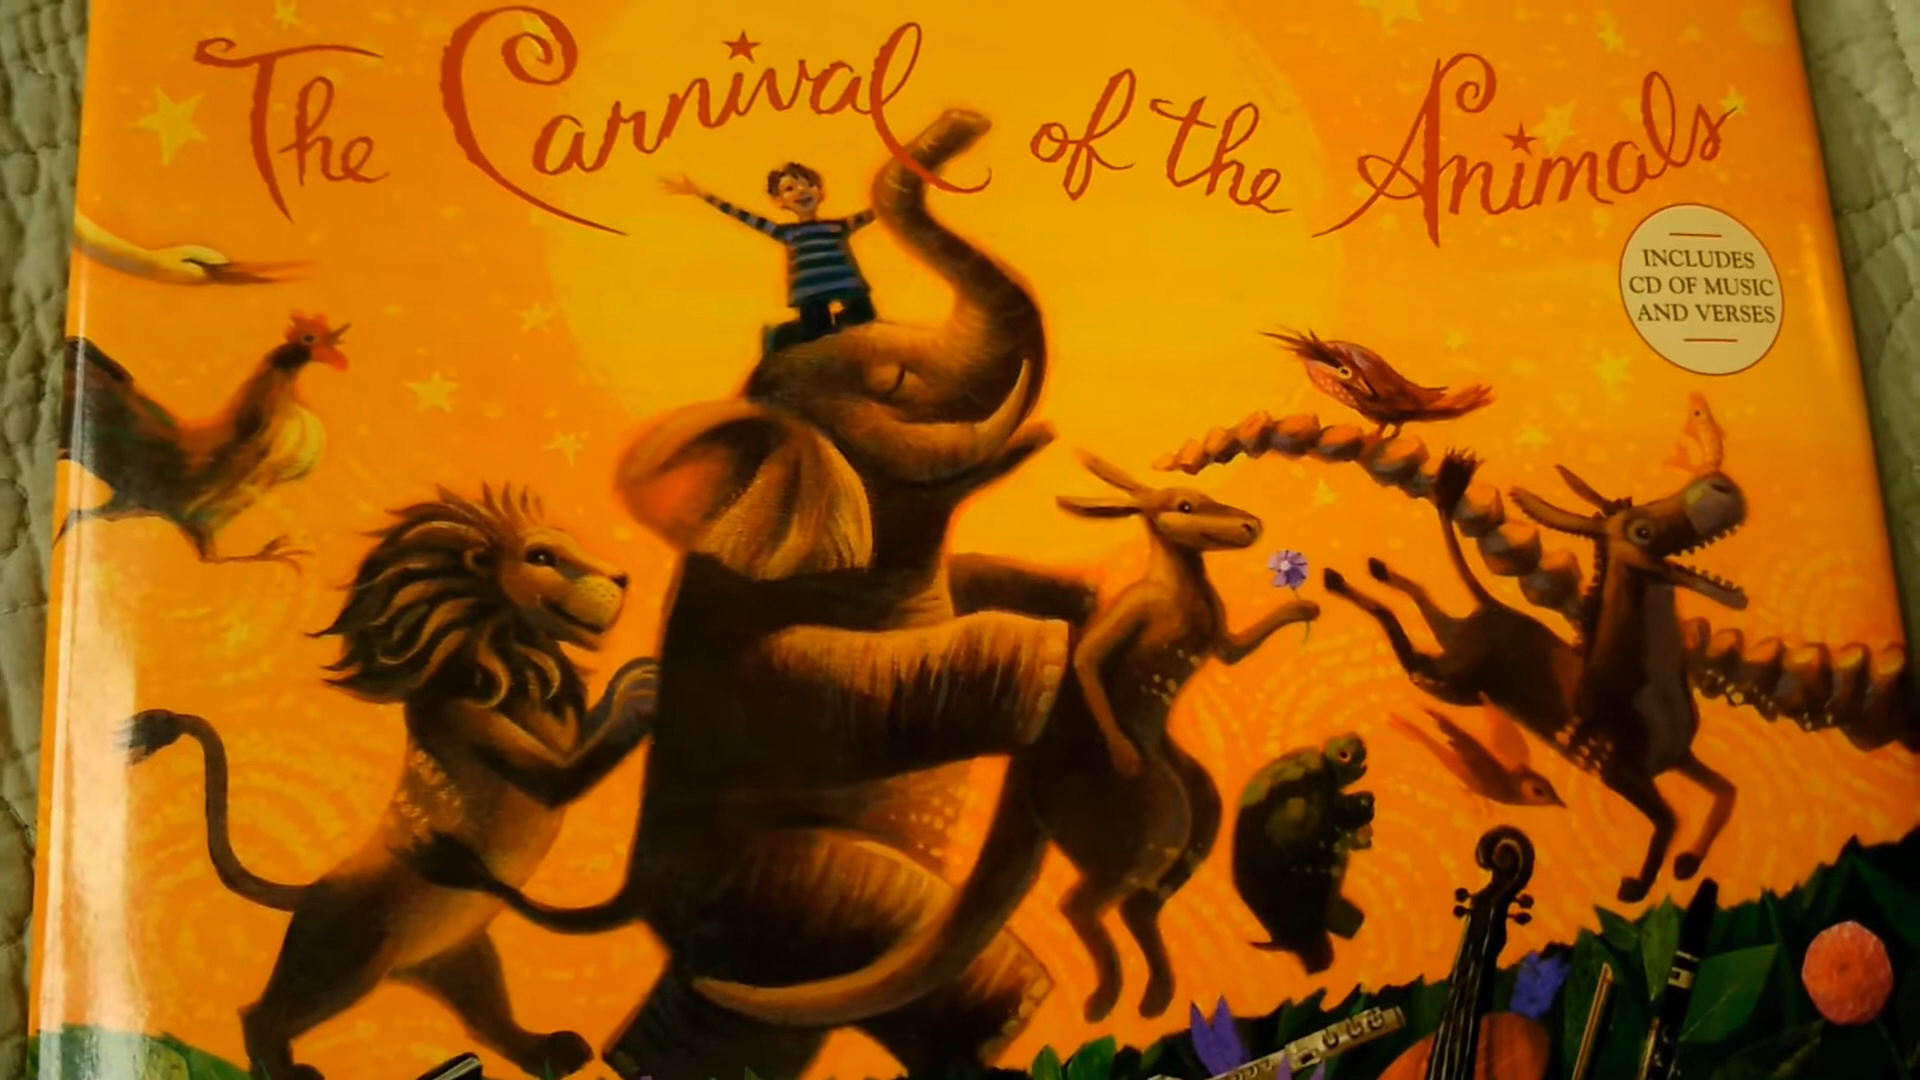 The Carnival of the Animals
INCLUDES
CD OF MUSIC
AND VERSES